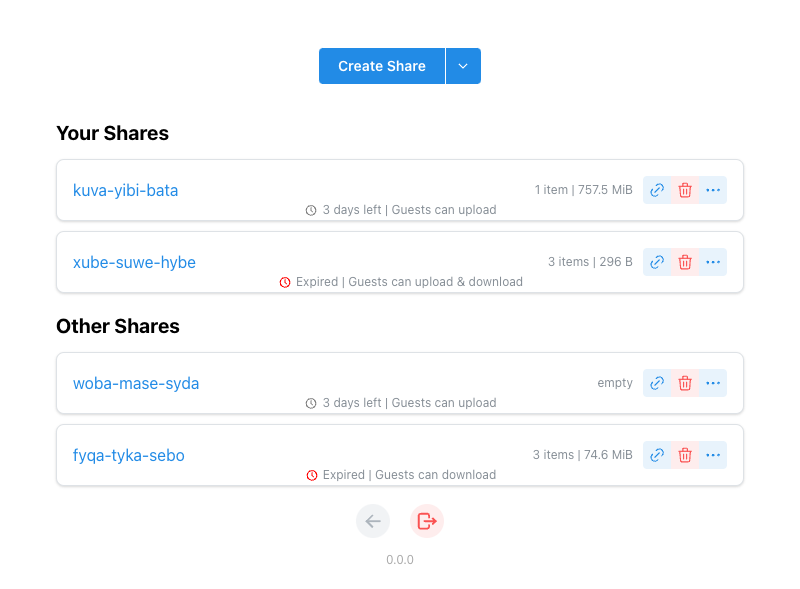 Create Share
Your Shares
kuva-yibi-bata
1 item | 757.5 MiB
3 days left | Guests can upload
xube-suwe-hybe
3 items | 296 B
Expired | Guests can upload & download
Other Shares
woba-mase-syda
empty
3 days left | Guests can upload
fyqa-tyka-sebo
3 items | 74.6 MiB
Expired | Guests can download
0.0.0